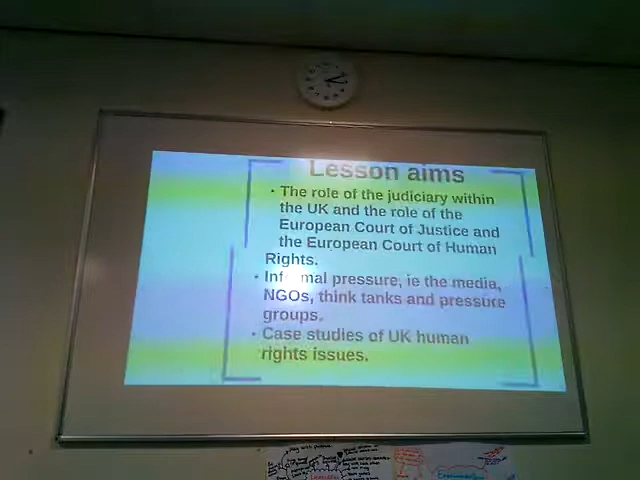 Lesson aims
• The role of the judiciary within
the UK and the role of the
European Court of Justice and
the European Court of Human
Rights.
• Informal pressure, ie the media,
NGOs, think tanks and pressure
groups.
• Case studies of UK human
rights issues.